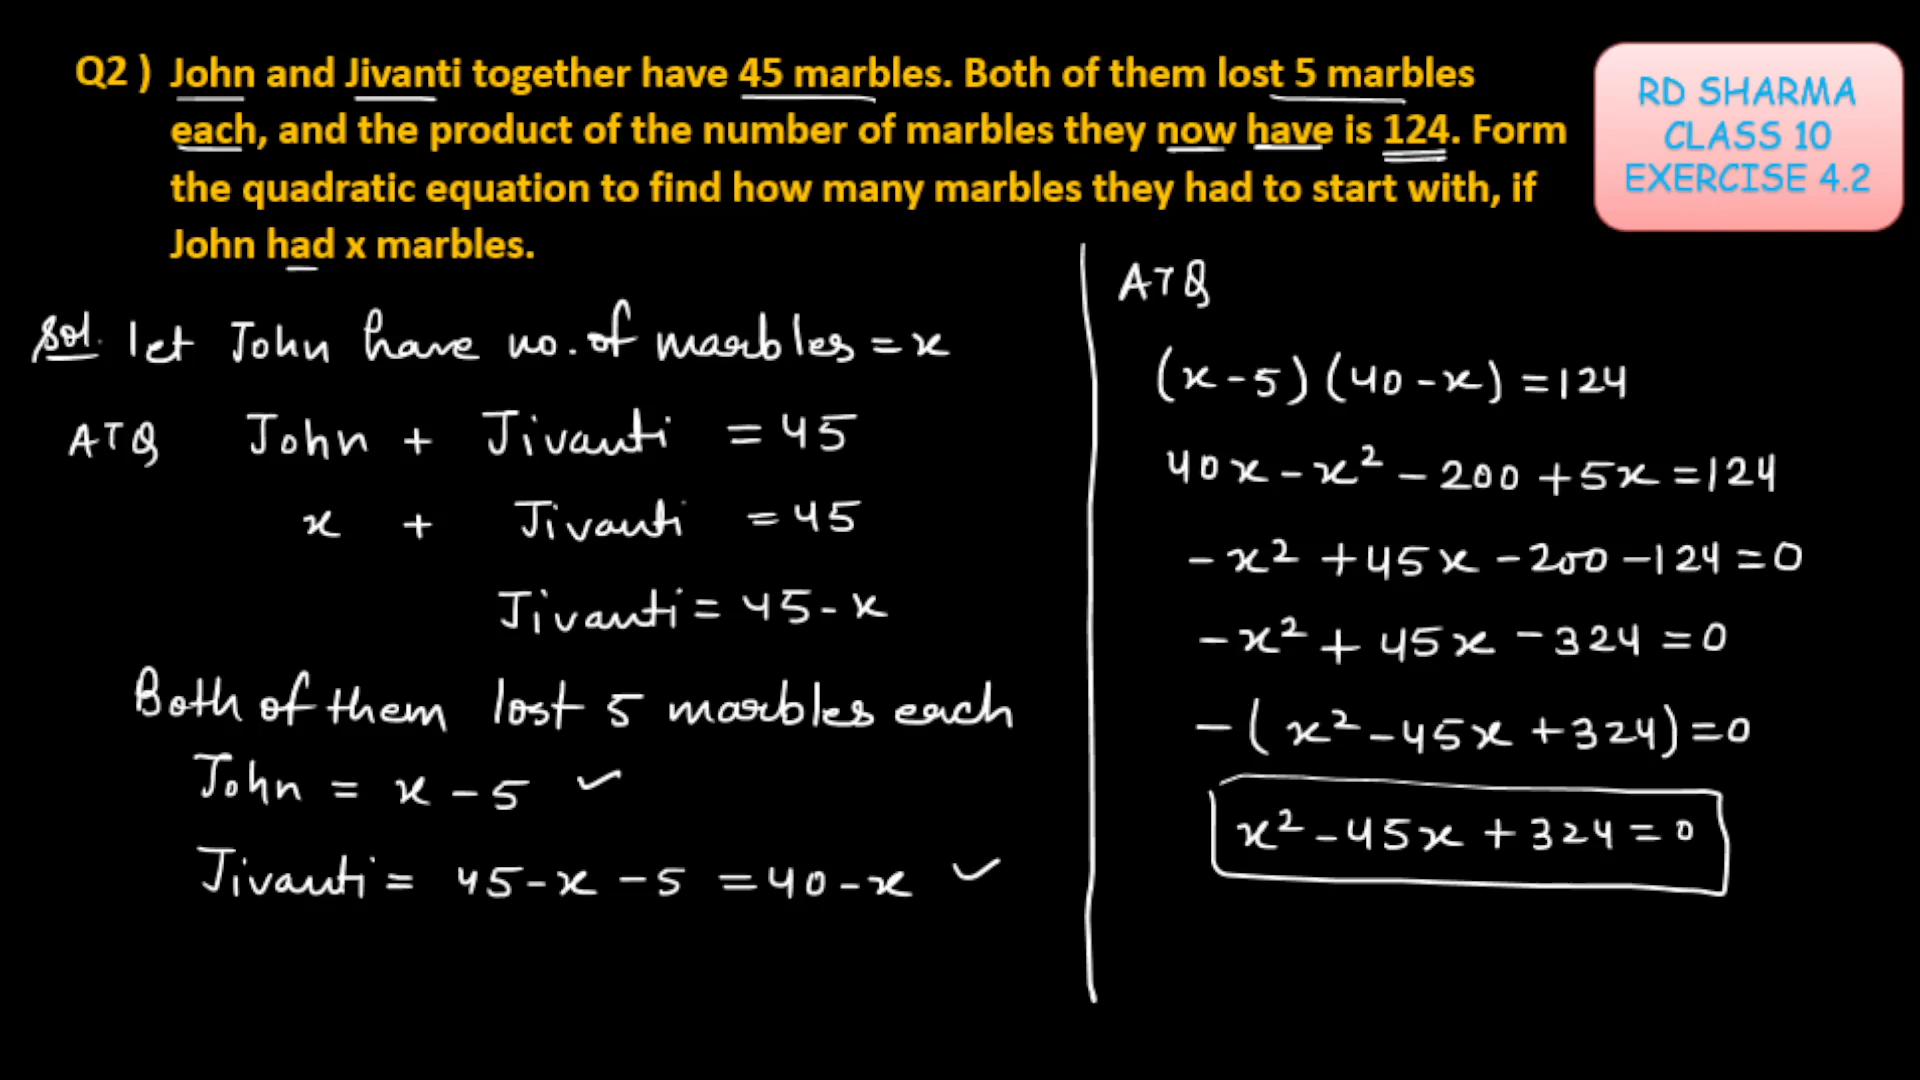 Q2 ) John and Jivanti together have 45 marbles. Both of them lost 5 marbles
each, and the product of the number of marbles they now have is 124. Form
the quadratic equation to find how many marbles they had to start with, if
John had x marbles.
RD SHARMA
CLASS 10
EXERCISE 4.2
Sol. let John have no. of marbles = x
ATQ John + Jivanti = 45
x + Jivanti = 45
Jivanti = 45 - x
Both of them lost 5 marbles each
John = x - 5 ✓
Jivanti = 45 - x - 5 = 40 - x ✓
ATQ
(x - 5) (40 - x) = 124
40x - x² - 200 + 5x = 124
- x² + 45x - 200 - 124 = 0
- x² + 45x - 324 = 0
- ( x² - 45x + 324) = 0
x² - 45x + 324 = 0